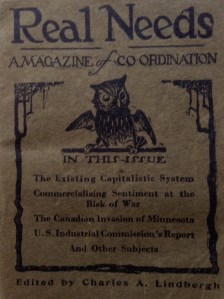 Real Needs
A MAGAZINE of CO-ORDINATION
IN THIS ISSUE
The Existing Capitalistic System
Commercialising Sentiment at the
Risk of War
The Canadian Invasion of Minnesota
U.S. Industrial Commission's Report
And Other Subjects
Edited by Charles A. Lindbergh